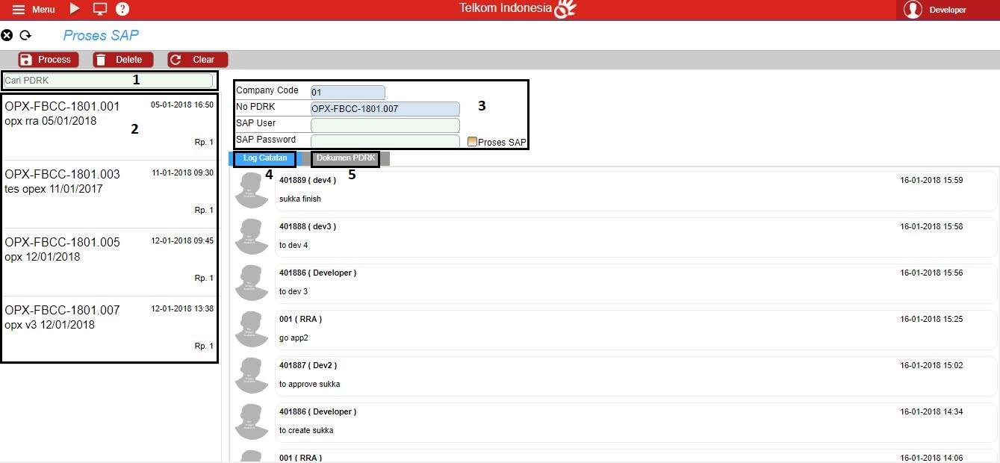 Menu
Telkom Indonesia
Developer
Proses SAP
Process
Delete
Clear
Cari PDRK
1
OPX-FBCC-1801.001
05-01-2018 16:50
opx rra 05/01/2018
2
Rp. 1
OPX-FBCC-1801.003
11-01-2018 09:30
tes opex 11/01/2017
Rp. 1
OPX-FBCC-1801.005
12-01-2018 09:45
opx 12/01/2018
Rp. 1
OPX-FBCC-1801.007
12-01-2018 13:38
opx v3 12/01/2018
Rp. 1
Company Code
01
No PDRK
OPX-FBCC-1801.007
3
SAP User
SAP Password
Proses SAP
Log Catatan
Dokumen PDRK
4
5
401889 ( dev4 )
16-01-2018 15:59
sukka finish
401888 ( dev3 )
16-01-2018 15:58
to dev 4
401886 ( Developer )
16-01-2018 15:56
to dev 3
001 ( RRA )
16-01-2018 15:25
go app2
401887 ( Dev2 )
16-01-2018 15:02
to approve sukka
401886 ( Developer )
16-01-2018 14:34
to create sukka
001 ( RRA )
16-01-2018 14:06